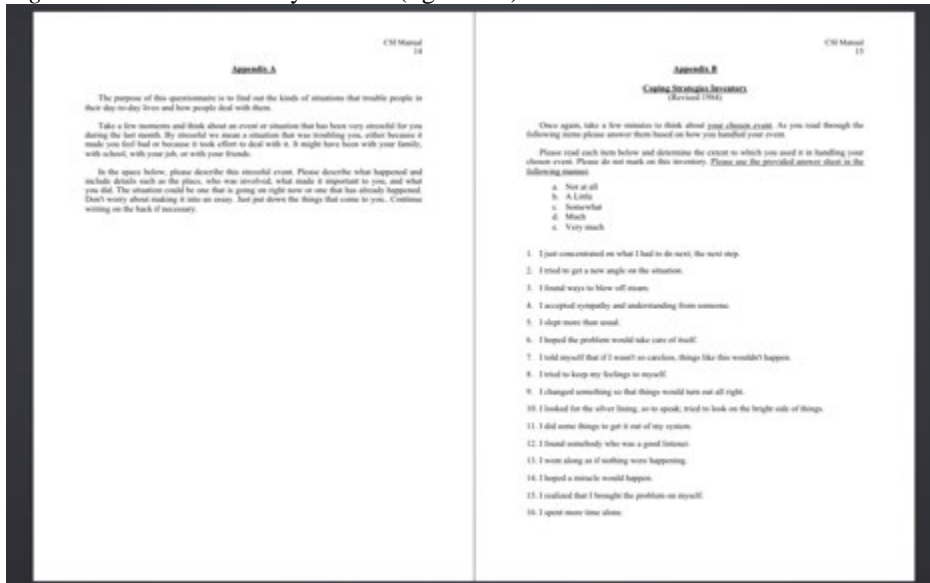 CSI Manual
14
Appendix A
The purpose of this questionnaire is to find out the kinds of situations that trouble people in
their day-to-day lives and how people deal with them.
Take a few moments and think about an event or situation that has been very stressful for you
during the last month. By stressful we mean a situation that was troubling you, either because it
made you feel bad or because it took effort to deal with it. It might have been with your family,
with school, with your job, or with your friends.
In the space below, please describe this stressful event. Please describe what happened and
include details such as the place, who was involved, what made it important to you, and what
you did. The situation could be one that is going on right now or one that has already happened.
Don't worry about making it into an essay. Just put down the things that come to you. Continue
writing on the back if necessary.
CSI Manual
15
Appendix B
Coping Strategies Inventory
(Revised 1984)
Once again, take a few minutes to think about your chosen event. As you read through the
following items please answer them based on how you handled your event.
Please read each item below and determine the extent to which you used it in handling your
chosen event. Please do not mark on this inventory. Please use the provided answer sheet in the
following manner:
a. Not at all
b. A Little
c. Somewhat
d. Much
e. Very much
1. I just concentrated on what I had to do next; the next step.
2. I tried to get a new angle on the situation.
3. I found ways to blow off steam.
4. I accepted sympathy and understanding from someone.
5. I slept more than usual.
6. I hoped the problem would take care of itself.
7. I told myself that if I wasn't so careless, things like this wouldn't happen.
8. I tried to keep my feelings to myself.
9. I changed something so that things would turn out all right.
10. I looked for the silver lining, so to speak; tried to look on the bright side of things.
11. I did some things to get it out of my system.
12. I found somebody who was a good listener.
13. I went along as if nothing were happening.
14. I hoped a miracle would happen.
15. I realized that I brought the problem on myself.
16. I spent more time alone.